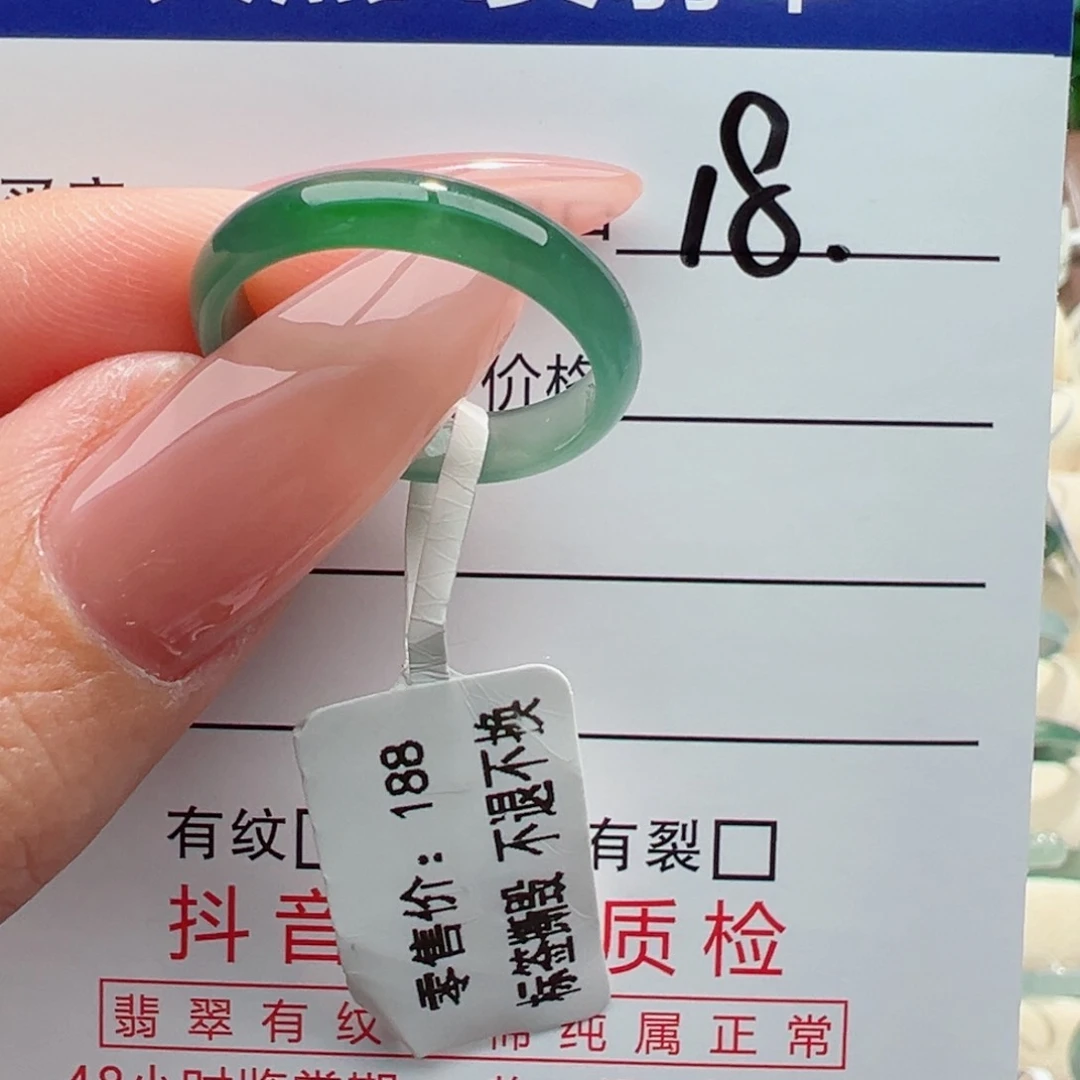 18.
价格
有纹
有裂
抖音
质检
翡翠有纹
纯属正常
零售价：188
标签撕毁 不退不换